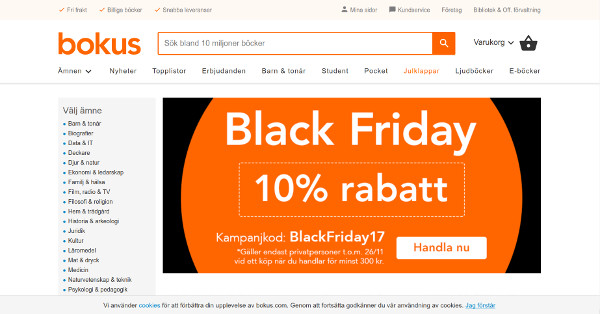 ✓ Fri frakt ✓ Billiga böcker ✓ Snabba leveranser Mina sidor Kundservice Företag Bibliotek & Off. förvaltning
bokus
Sök bland 10 miljoner böcker
Varukorg
Ämnen Nyheter Topplistor Erbjudanden Barn & tonår Student Pocket Julklappar Ljudböcker E-böcker
Välj ämne
Barn & tonår
Biografier
Data & IT
Deckare
Djur & natur
Ekonomi & ledarskap
Familj & hälsa
Film, radio & TV
Filosofi & religion
Hem & trädgård
Historia & arkeologi
Juridik
Kultur
Läromedel
Mat & dryck
Medicin
Naturvetenskap & teknik
Psykologi & pedagogik
Black Friday
10% rabatt
Kampanjkod: BlackFriday17
*Gäller endast privatpersoner t.o.m. 26/11
vid ett köp när du handlar för minst 300 kr.
Handla nu
Vi använder cookies för att förbättra din upplevelse av bokus.com. Genom att fortsätta godkänner du vår användning av cookies. Jag förstår